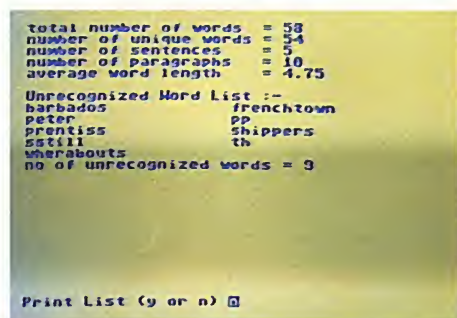 total number of words = 58
number of unique words = 54
number of sentences = 5
number of paragraphs = 10
average word length = 4.75
Unrecognized Word List :-
barbados frenchtown
peter pp
prentiss shippers
sstill th
wherabouts
no of unrecognized words = 9
Print List (y or n)